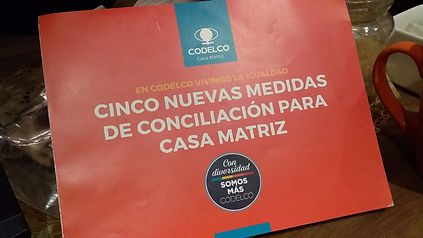 CODELCO
Casa Matriz
EN CODELCO VIVIMOS LA IGUALDAD
CINCO NUEVAS MEDIDAS
DE CONCILIACIÓN PARA
CASA MATRIZ
Con
diversidad
SOMOS
MÁS
CODELCO